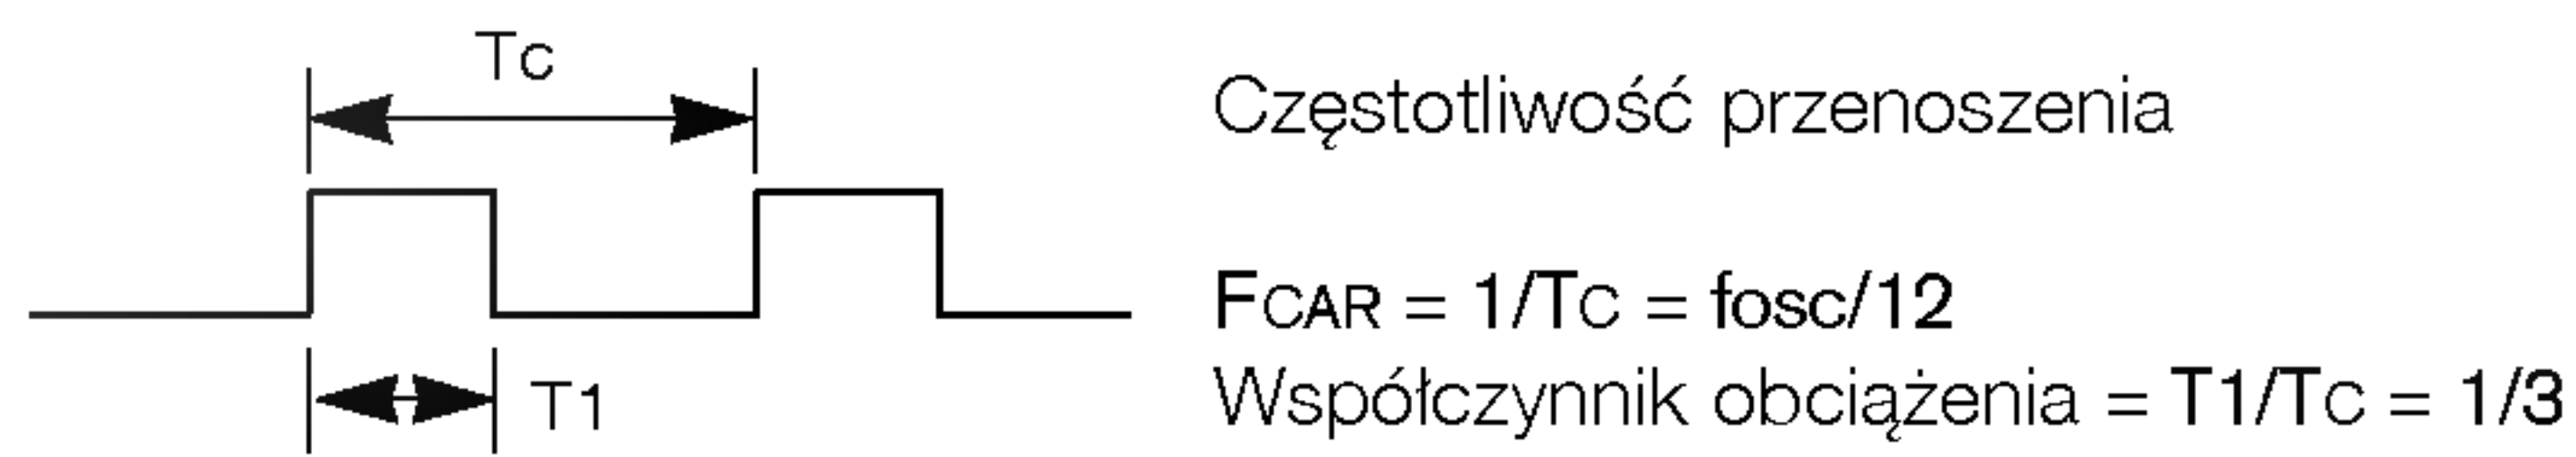 Tc
Częstotliwość przenoszenia
FCAR = 1/Tc = fosc/12
T1
Współczynnik obciążenia = T1/Tc = 1/3